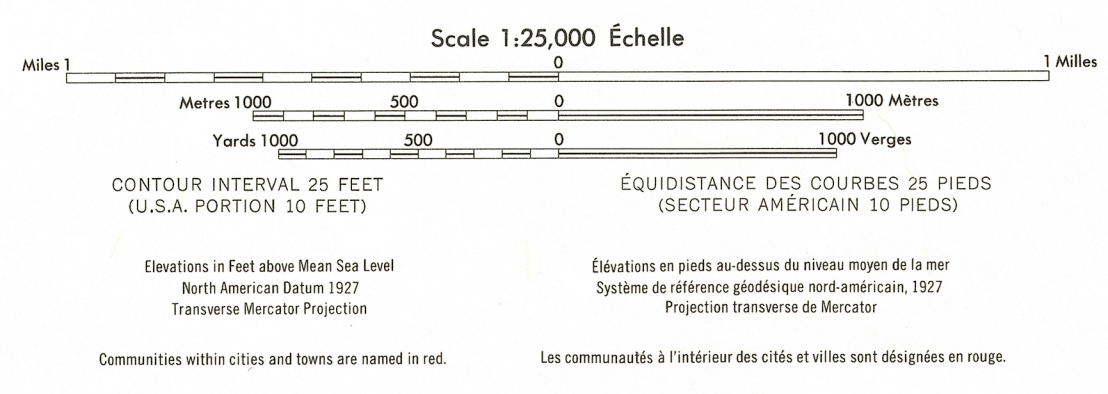 Scale 1:25,000 Échelle
Miles 1 0 1 Milles
Metres 1000 500 0 1000 Mètres
Yards 1000 500 0 1000 Verges
CONTOUR INTERVAL 25 FEET
(U.S.A. PORTION 10 FEET)
ÉQUIDISTANCE DES COURBES 25 PIEDS
(SECTEUR AMÉRICAIN 10 PIEDS)
Elevations in Feet above Mean Sea Level
North American Datum 1927
Transverse Mercator Projection
Élévations en pieds au-dessus du niveau moyen de la mer
Système de référence géodésique nord-américain, 1927
Projection transverse de Mercator
Communities within cities and towns are named in red.
Les communautés à l'intérieur des cités et villes sont désignées en rouge.